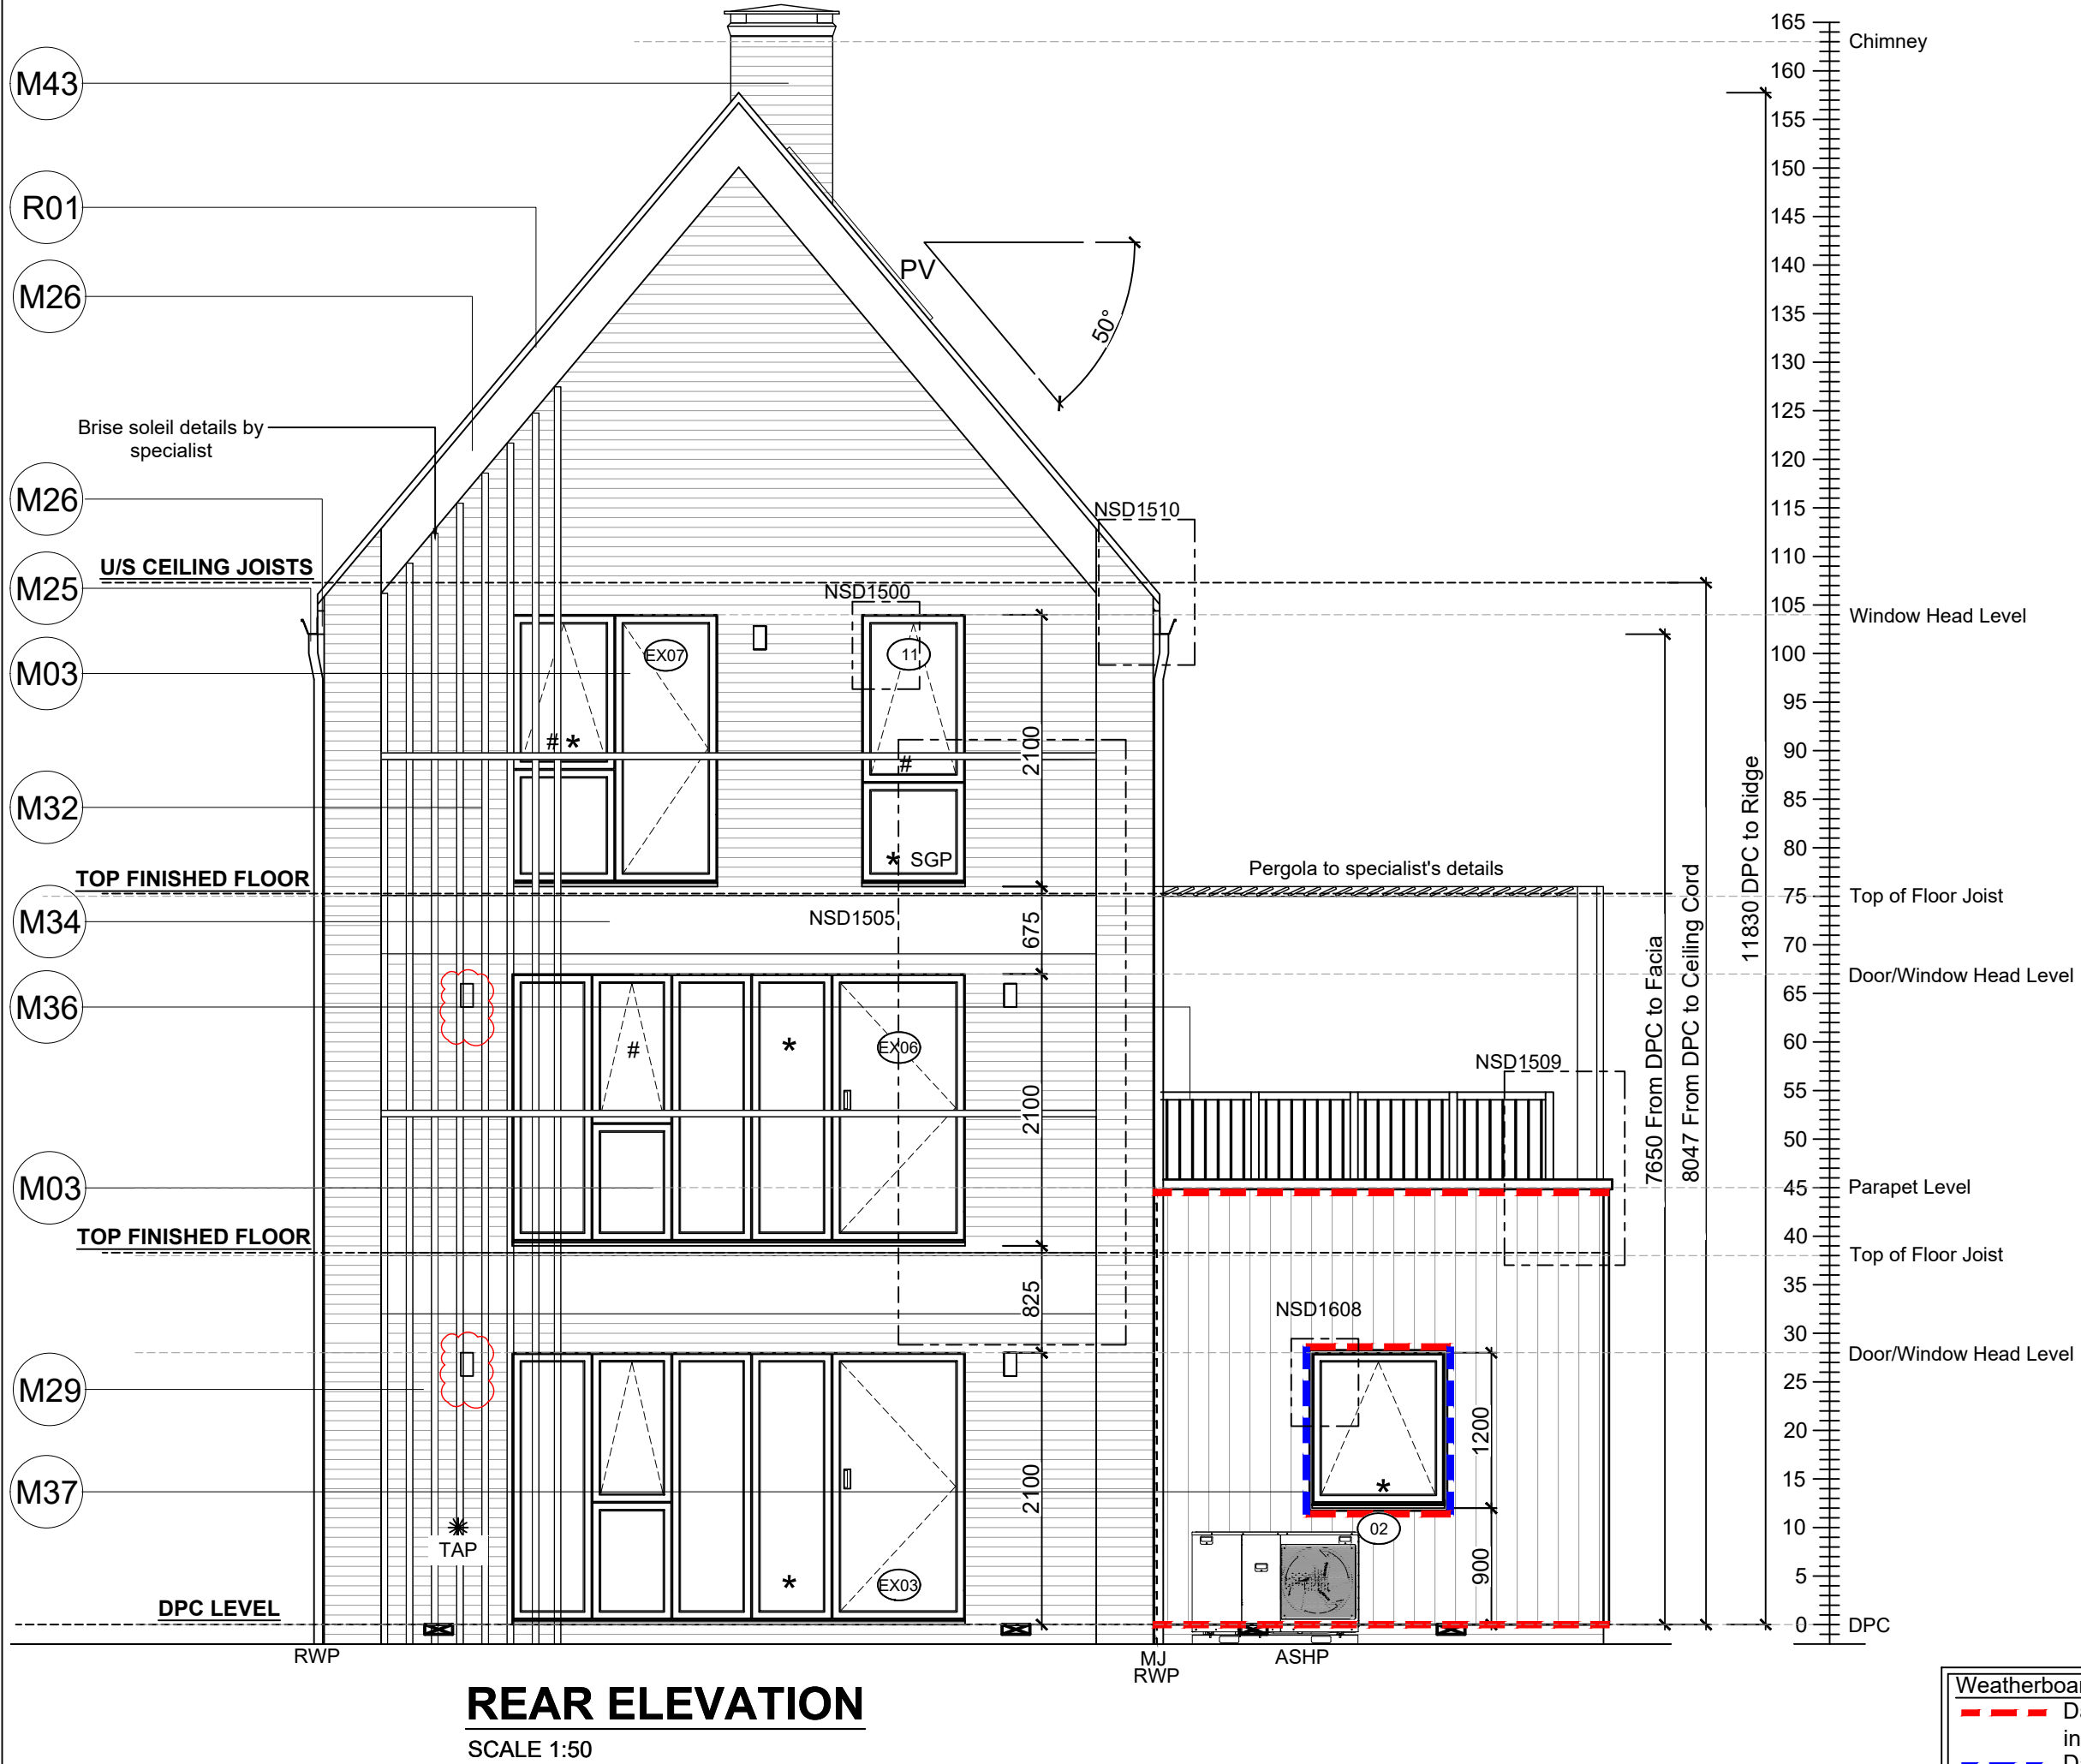 M43
R01
M26
Brise soleil details by
specialist
M26
U/S CEILING JOISTS
M25
M03
M32
TOP FINISHED FLOOR
M34
M36
M03
TOP FINISHED FLOOR
M29
M37
DPC LEVEL
PV
50°
NSD1510
NSD1500
EX07
11
# *
#
* SGP
2100
NSD1505
675
Pergola to specialist's details
#
*
EX06
2100
NSD1509
825
NSD1608
2100
*
EX03
TAP
*
02
1200
900
RWP
MJ
RWP
ASHP
7650 From DPC to Facia
8047 From DPC to Ceiling Cord
11830 DPC to Ridge
165
Chimney
160
155
150
145
140
135
130
125
120
115
110
105
Window Head Level
100
95
90
85
80
75
Top of Floor Joist
70
Door/Window Head Level
65
60
55
50
45
Parapet Level
40
Top of Floor Joist
35
30
Door/Window Head Level
25
20
15
10
5
0
DPC
REAR ELEVATION
SCALE 1:50